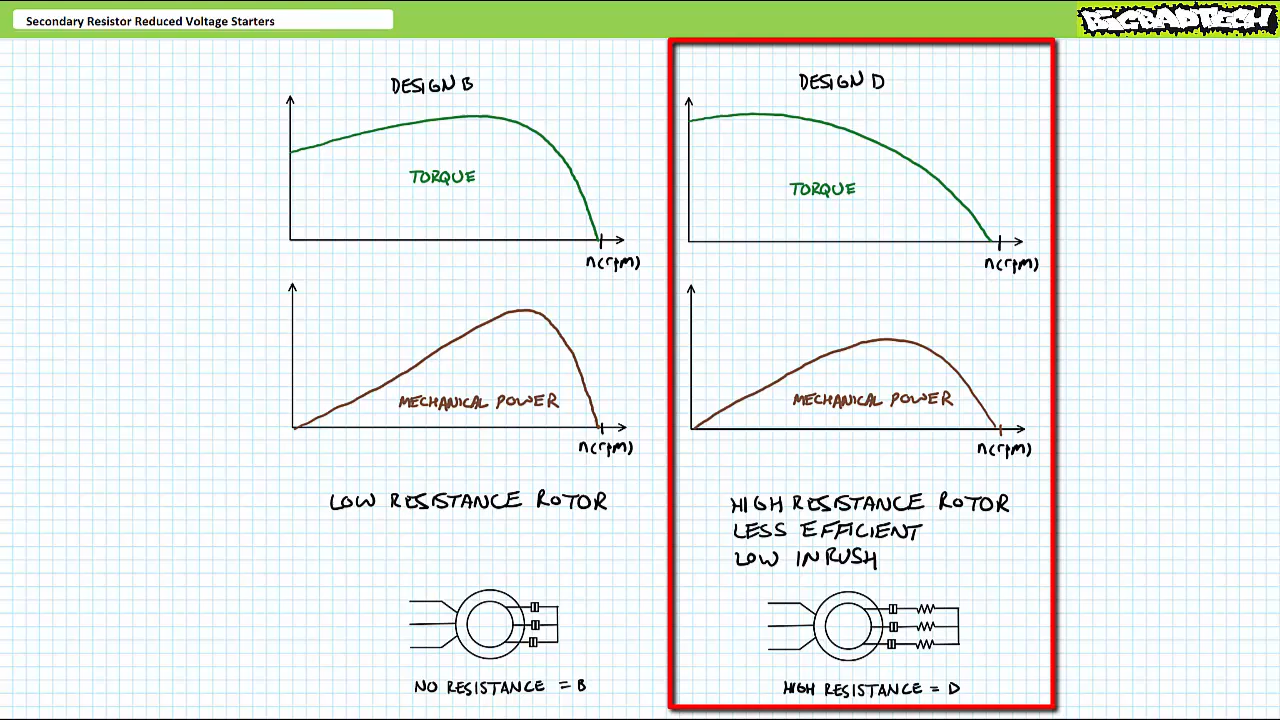 Secondary Resistor Reduced Voltage Starters
BIGBADTECH
DESIGN B
TORQUE
n(rpm)
MECHANICAL POWER
n(rpm)
LOW RESISTANCE ROTOR
NO RESISTANCE = B
DESIGN D
TORQUE
n(rpm)
MECHANICAL POWER
n(rpm)
HIGH RESISTANCE ROTOR
LESS EFFICIENT
LOW INRUSH
HIGH RESISTANCE = D